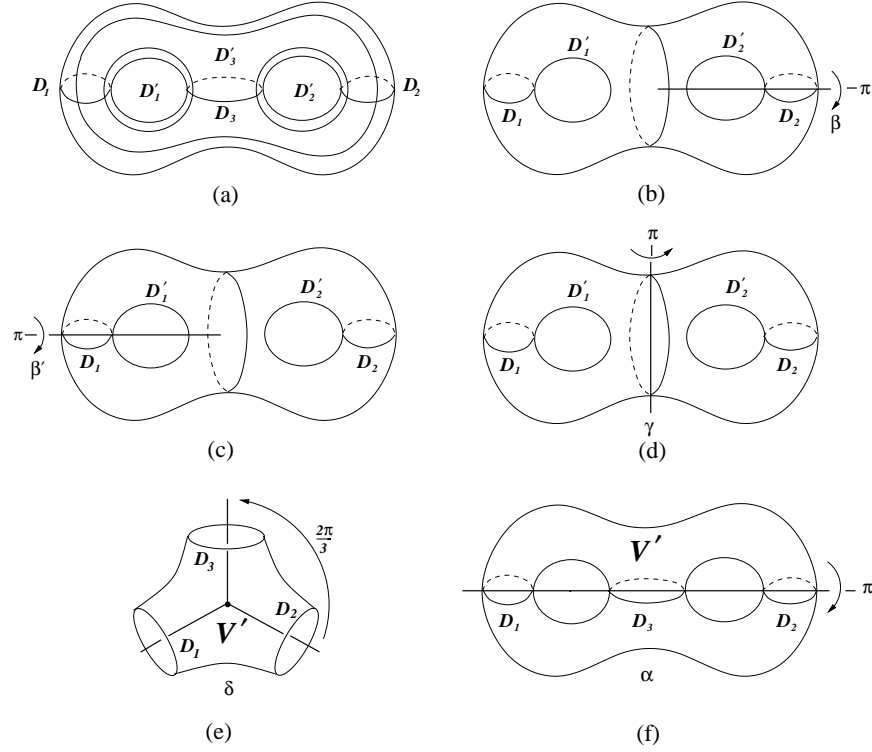 D'₃
D₁ D'₁ D'₂ D₂
D₃
(a)
D'₁ D'₂
D₁ D₂ −π
β
(b)
D'₁ D'₂
π
β' D₁ D₂
(c)
π
D'₁ D'₂
D₁ D₂
γ
(d)
2π/3
D₃
D₂
D₁ V'
δ
(e)
V'
−π
D₁ D₃ D₂
α
(f)